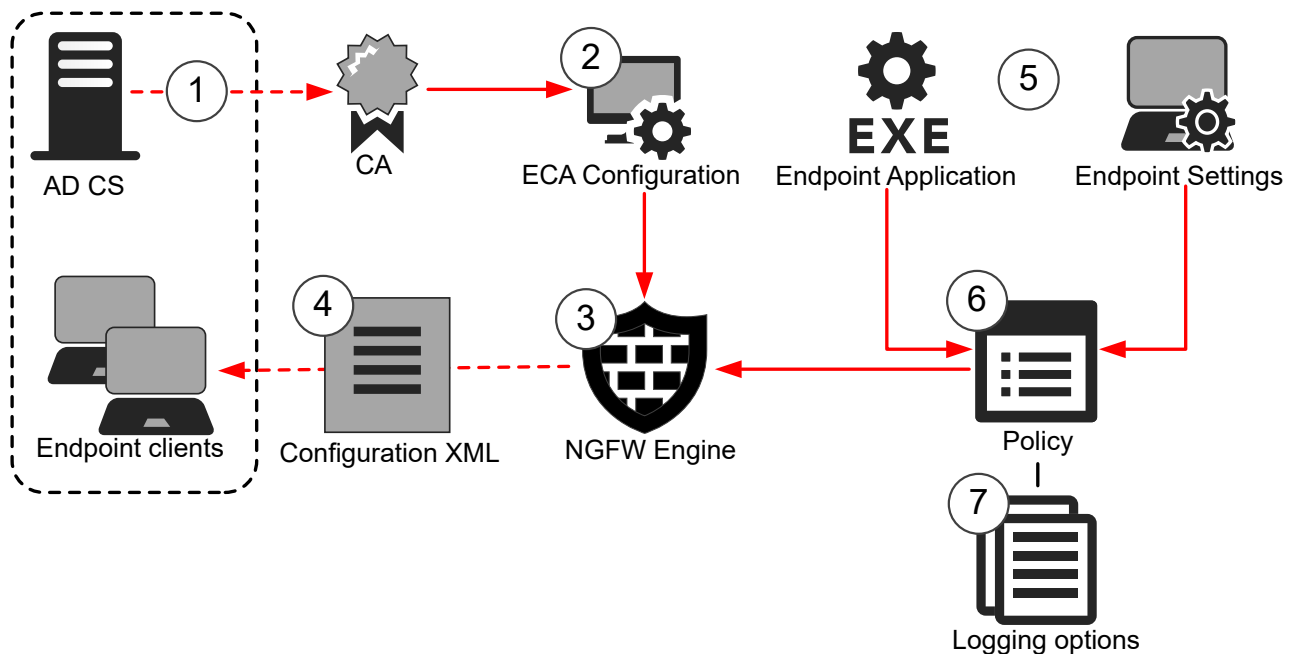 1
2
5
EXE
AD CS
CA
ECA Configuration
Endpoint Application
Endpoint Settings
4
3
6
Endpoint clients
Configuration XML
NGFW Engine
Policy
7
Logging options